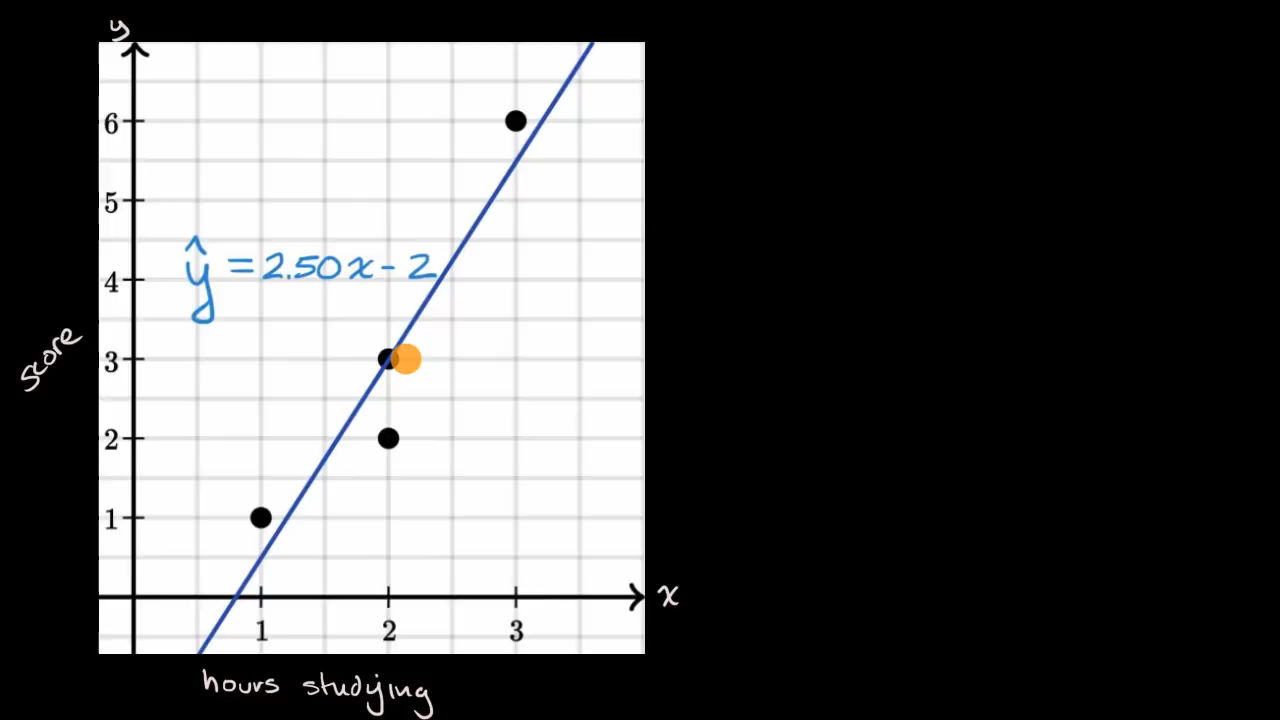 y
6
5
ŷ = 2.50x - 2
4
3
score
2
1
x
1 2 3
hours studying